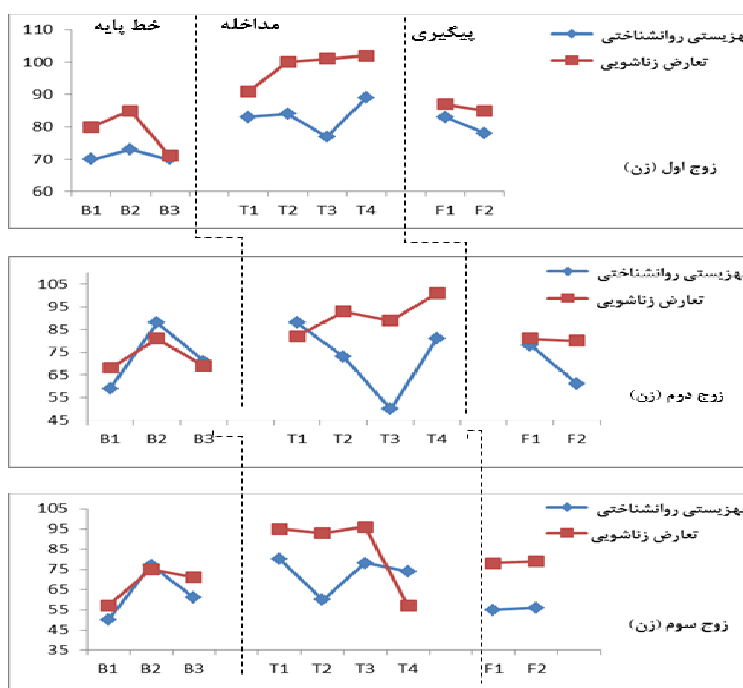 خط پایه
مداخله
پیگیری
110
100
90
80
70
60
B1 B2 B3 T1 T2 T3 T4 F1 F2
بهزیستی روانشناختی
تعارض زناشویی
زوج اول (زن)
105
95
85
75
65
55
45
B1 B2 B3 T1 T2 T3 T4 F1 F2
بهزیستی روانشناختی
تعارض زناشویی
زوج دوم (زن)
105
95
85
75
65
55
45
35
B1 B2 B3 T1 T2 T3 T4 F1 F2
بهزیستی روانشناختی
تعارض زناشویی
زوج سوم (زن)